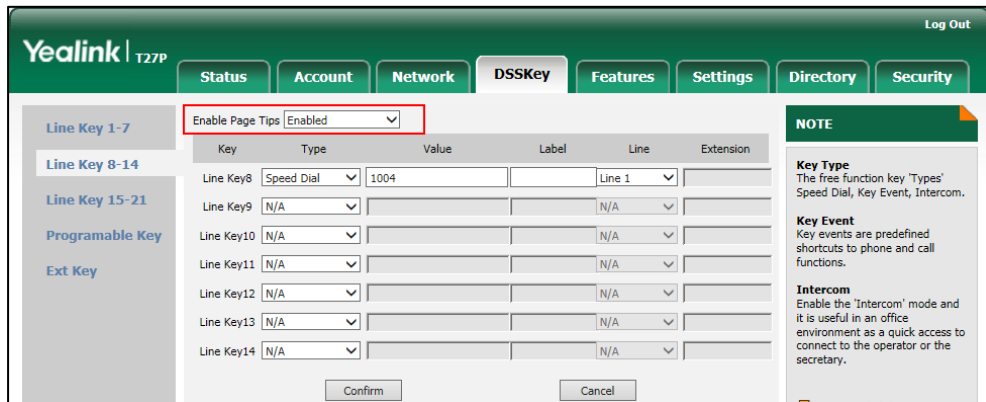 Log Out
Yealink T27P
Status Account Network DSSKey Features Settings Directory Security
Line Key 1-7
Line Key 8-14
Line Key 15-21
Programable Key
Ext Key
Enable Page Tips Enabled
Key Type Value Label Line Extension
Line Key8 Speed Dial 1004 Line 1
Line Key9 N/A N/A
Line Key10 N/A N/A
Line Key11 N/A N/A
Line Key12 N/A N/A
Line Key13 N/A N/A
Line Key14 N/A N/A
Confirm Cancel
NOTE
Key Type
The free function key 'Types'
Speed Dial, Key Event, Intercom.
Key Event
Key events are predefined
shortcuts to phone and call
functions.
Intercom
Enable the 'Intercom' mode and
it is useful in an office
environment as a quick access to
connect to the operator or the
secretary.